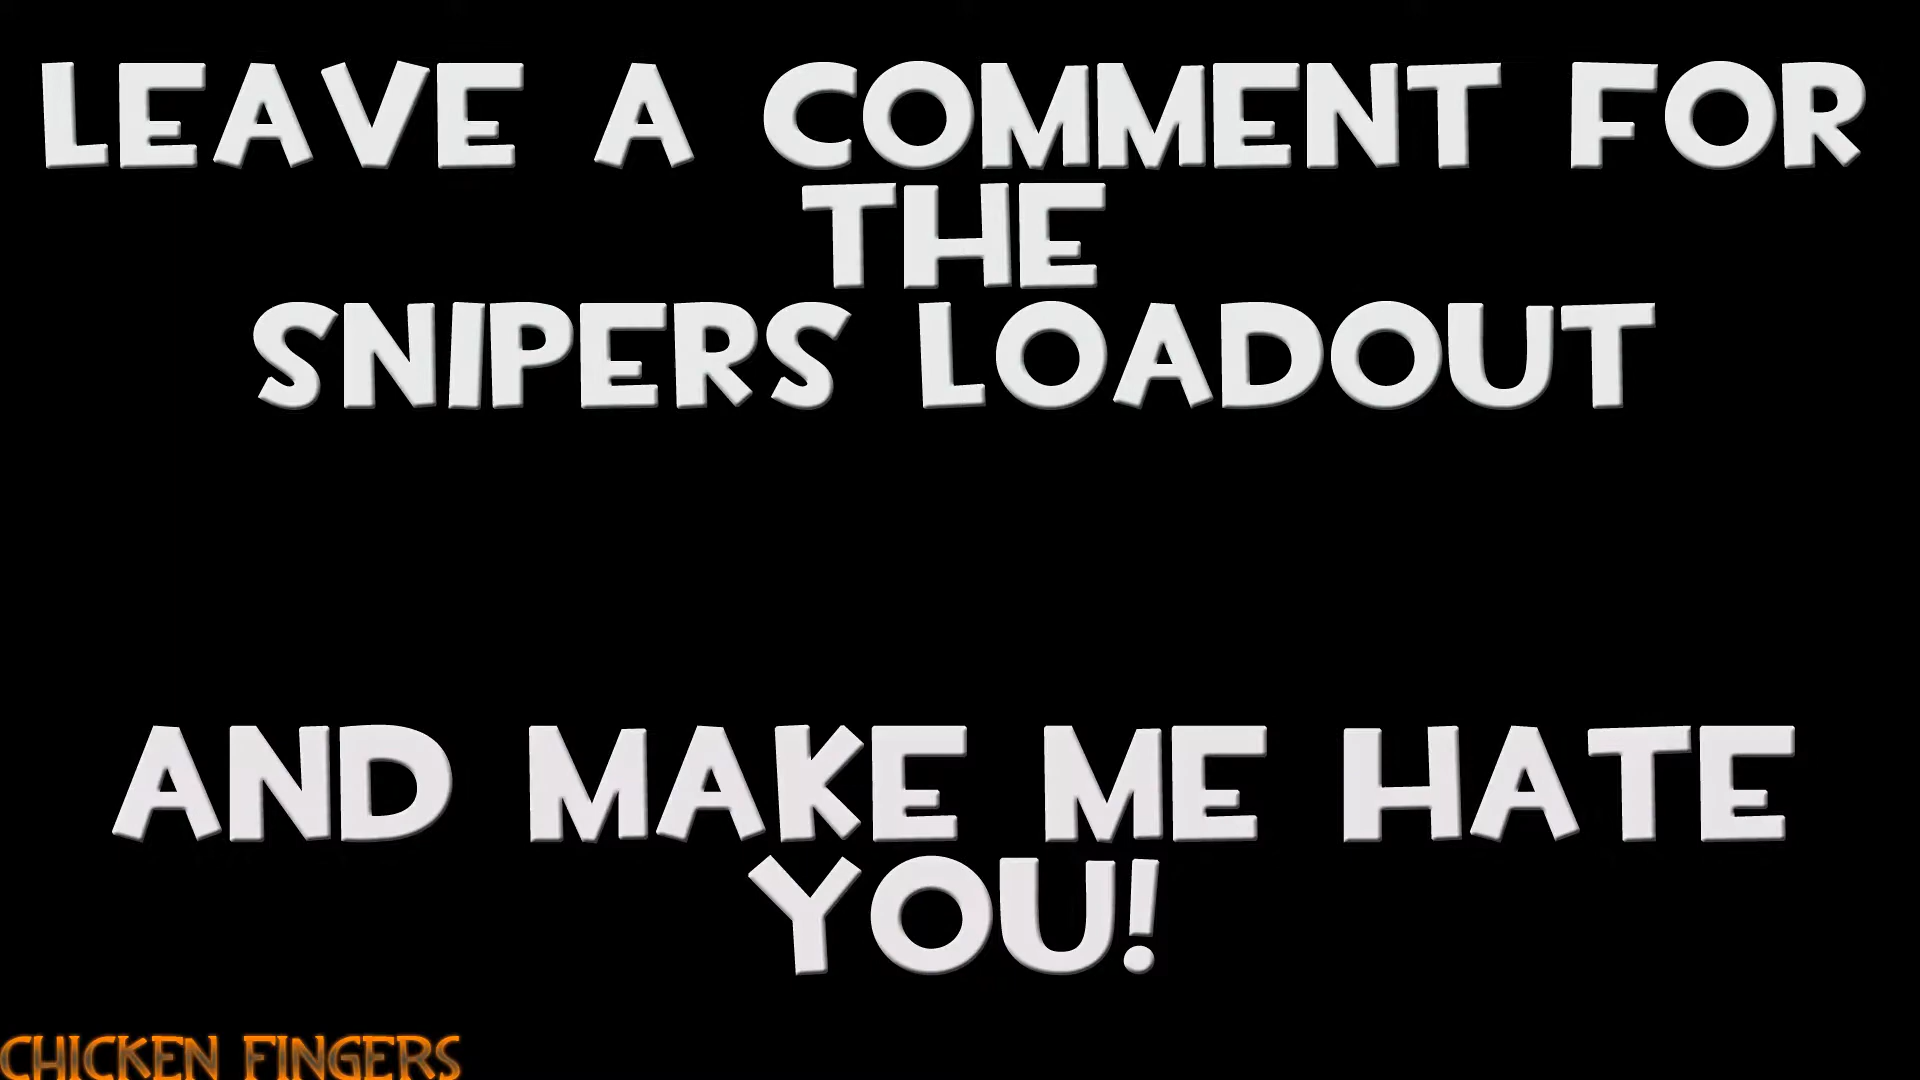 LEAVE A COMMENT FOR
THE
SNIPERS LOADOUT
AND MAKE ME HATE
YOU!
CHICKEN FINGERS